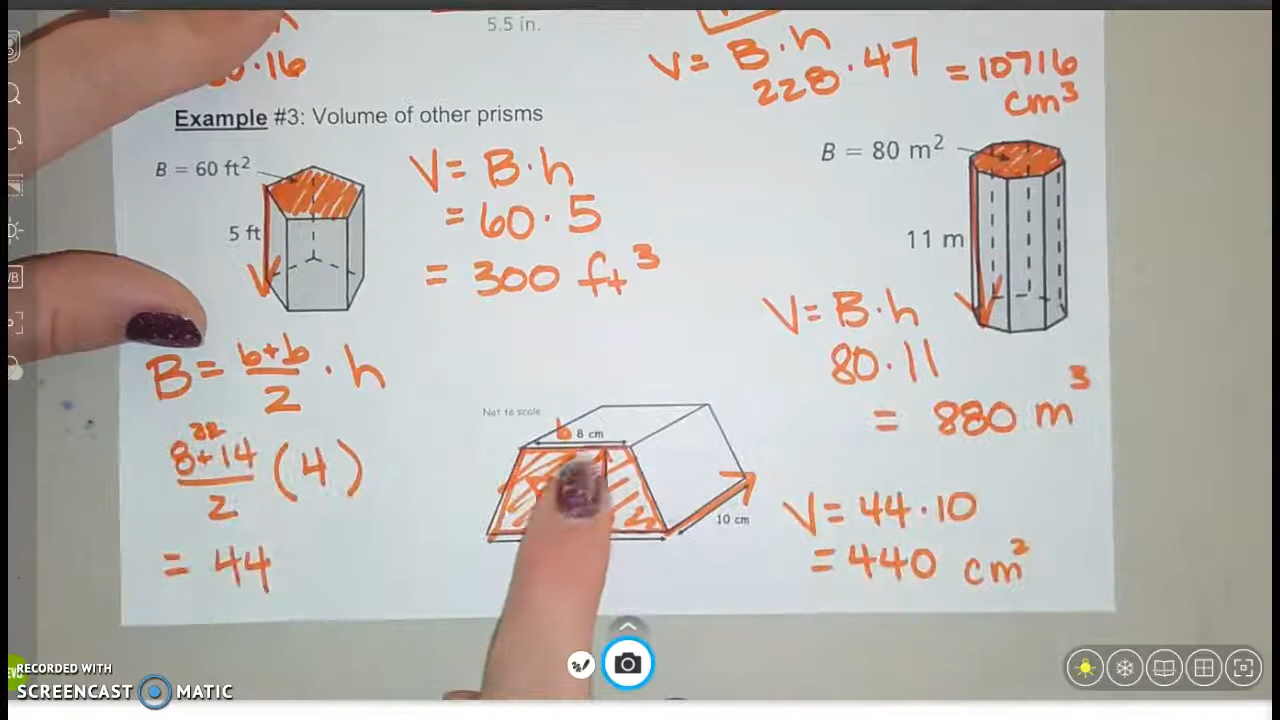 5.5 in.
V = B·h
·16
228·47 = 10716
cm³
Example #3: Volume of other prisms
B = 60 ft²
5 ft
V = B·h
= 60·5
= 300 ft³
B = 80 m²
11 m
V = B·h
80·11
= 880 m³
B = b+b/2 · h
22
8+14/2 (4)
= 44
Not to scale
b 8 cm
10 cm
V = 44·10
= 440 cm²
RECORDED WITH
SCREENCAST MATIC